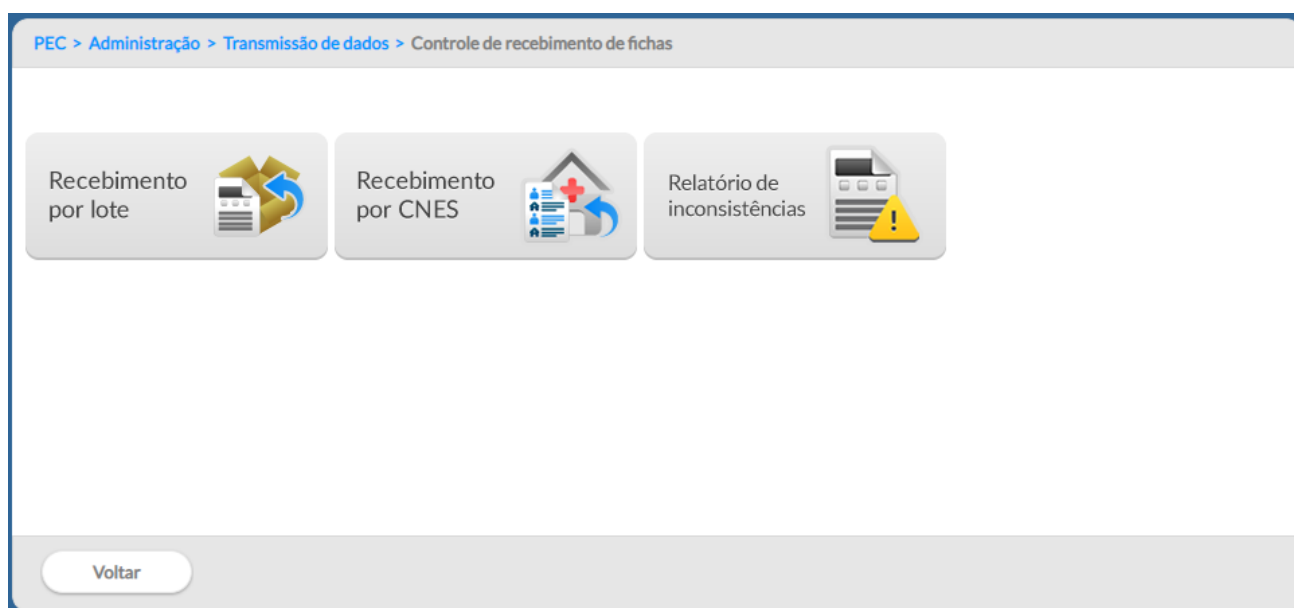 PEC > Administração > Transmissão de dados > Controle de recebimento de fichas
Recebimento
por lote
Recebimento
por CNES
Relatório de
inconsistências
Voltar